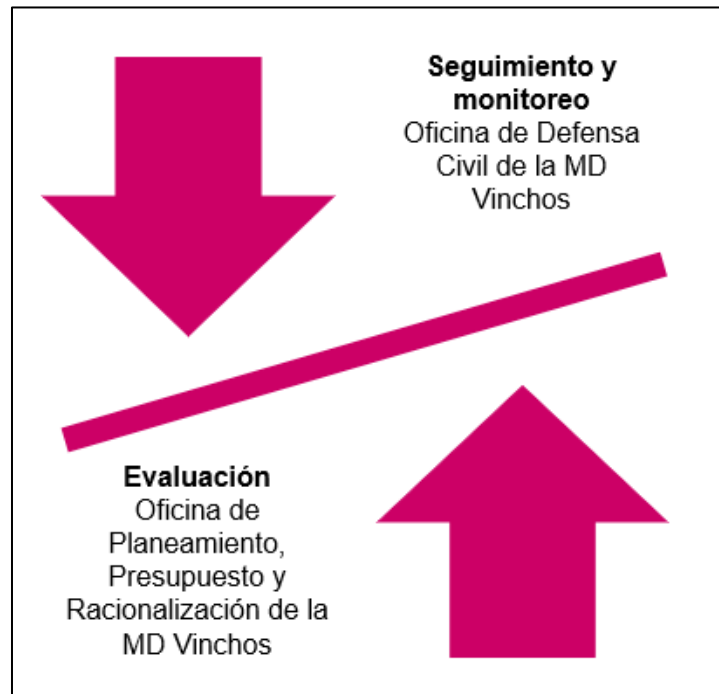 Seguimiento y
monitoreo
Oficina de Defensa
Civil de la MD
Vinchos
Evaluación
Oficina de
Planeamiento,
Presupuesto y
Racionalización de la
MD Vinchos